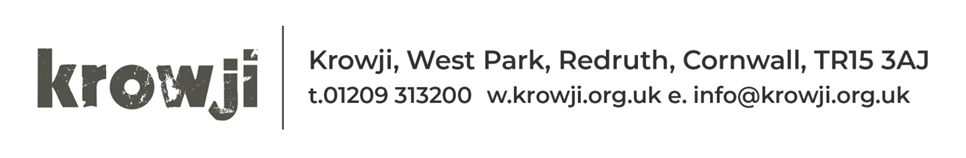 krowji
Krowji, West Park, Redruth, Cornwall, TR15 3AJ
t.01209 313200 w.krowji.org.uk e. info@krowji.org.uk